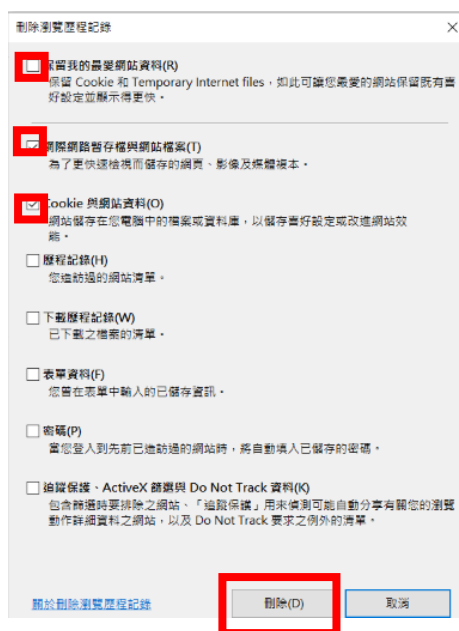 刪除瀏覽歷程記錄
保留我的最愛網站資料(R)
保留 Cookie 和 Temporary Internet files，如此可讓您最愛的網站保留既有喜
好設定並顯示得更快。
網際網路暫存檔與網站檔案(T)
為了更快速檢視而儲存的網頁、影像及媒體複本。
Cookie 與網站資料(O)
網站儲存在您電腦中的檔案或資料庫，以儲存喜好設定或改進網站效
能。
歷程記錄(H)
您造訪過的網站清單。
下載歷程記錄(W)
已下載之檔案的清單。
表單資料(F)
您曾在表單中輸入的已儲存資訊。
密碼(P)
當您登入到先前已造訪過的網站時，將自動填入已儲存的密碼。
追蹤保護、ActiveX 篩選與 Do Not Track 資料(K)
包含篩選時要排除之網站、「追蹤保護」用來偵測可能自動分享有關您的瀏覽
動作詳細資料之網站，以及 Do Not Track 要求之例外的清單。
關於刪除瀏覽歷程記錄
刪除(D)
取消